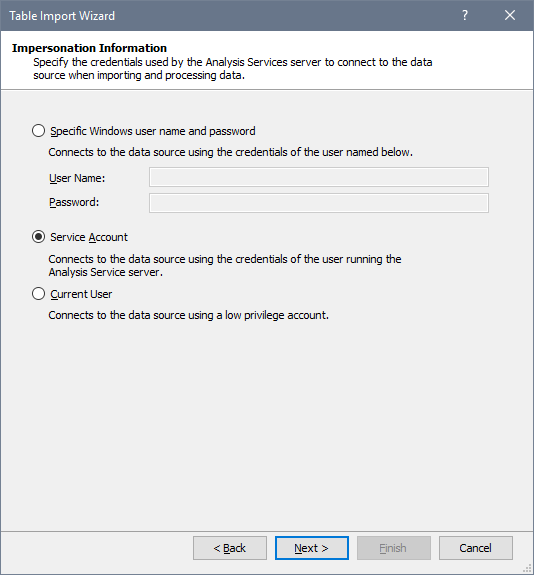 Table Import Wizard
?
Impersonation Information
Specify the credentials used by the Analysis Services server to connect to the data
source when importing and processing data.
Specific Windows user name and password
Connects to the data source using the credentials of the user named below.
User Name:
Password:
Service Account
Connects to the data source using the credentials of the user running the
Analysis Service server.
Current User
Connects to the data source using a low privilege account.
< Back
Next >
Finish
Cancel